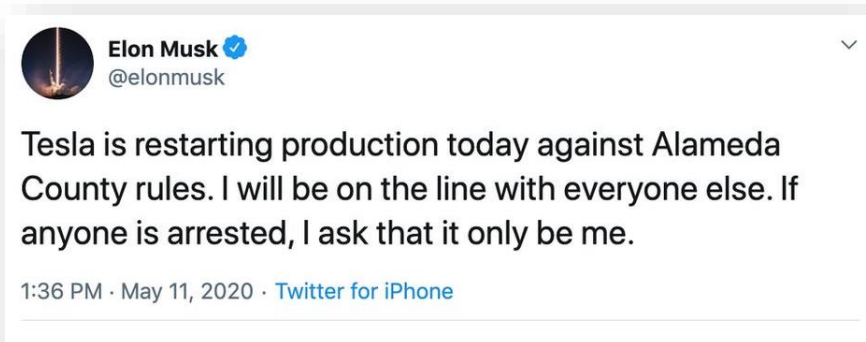 Elon Musk
@elonmusk
Tesla is restarting production today against Alameda
County rules. I will be on the line with everyone else. If
anyone is arrested, I ask that it only be me.
1:36 PM · May 11, 2020 · Twitter for iPhone